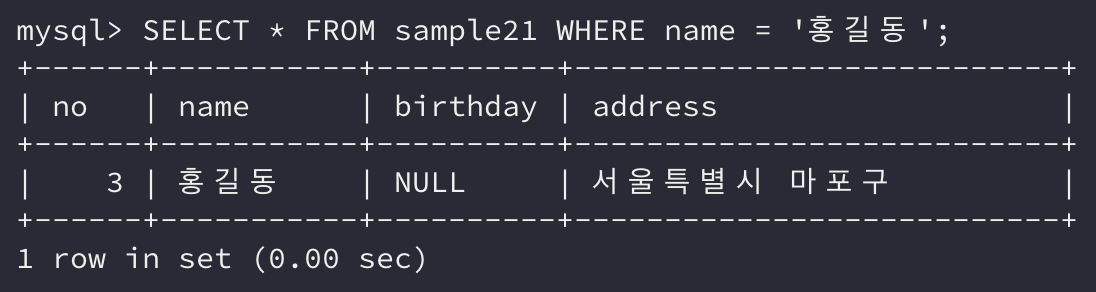 mysql> SELECT * FROM sample21 WHERE name = '홍길동';
+------+-----------+----------+---------------------------+
| no   | name      | birthday | address                   |
+------+-----------+----------+---------------------------+
|    3 | 홍길동    | NULL     | 서울특별시 마포구         |
+------+-----------+----------+---------------------------+
1 row in set (0.00 sec)